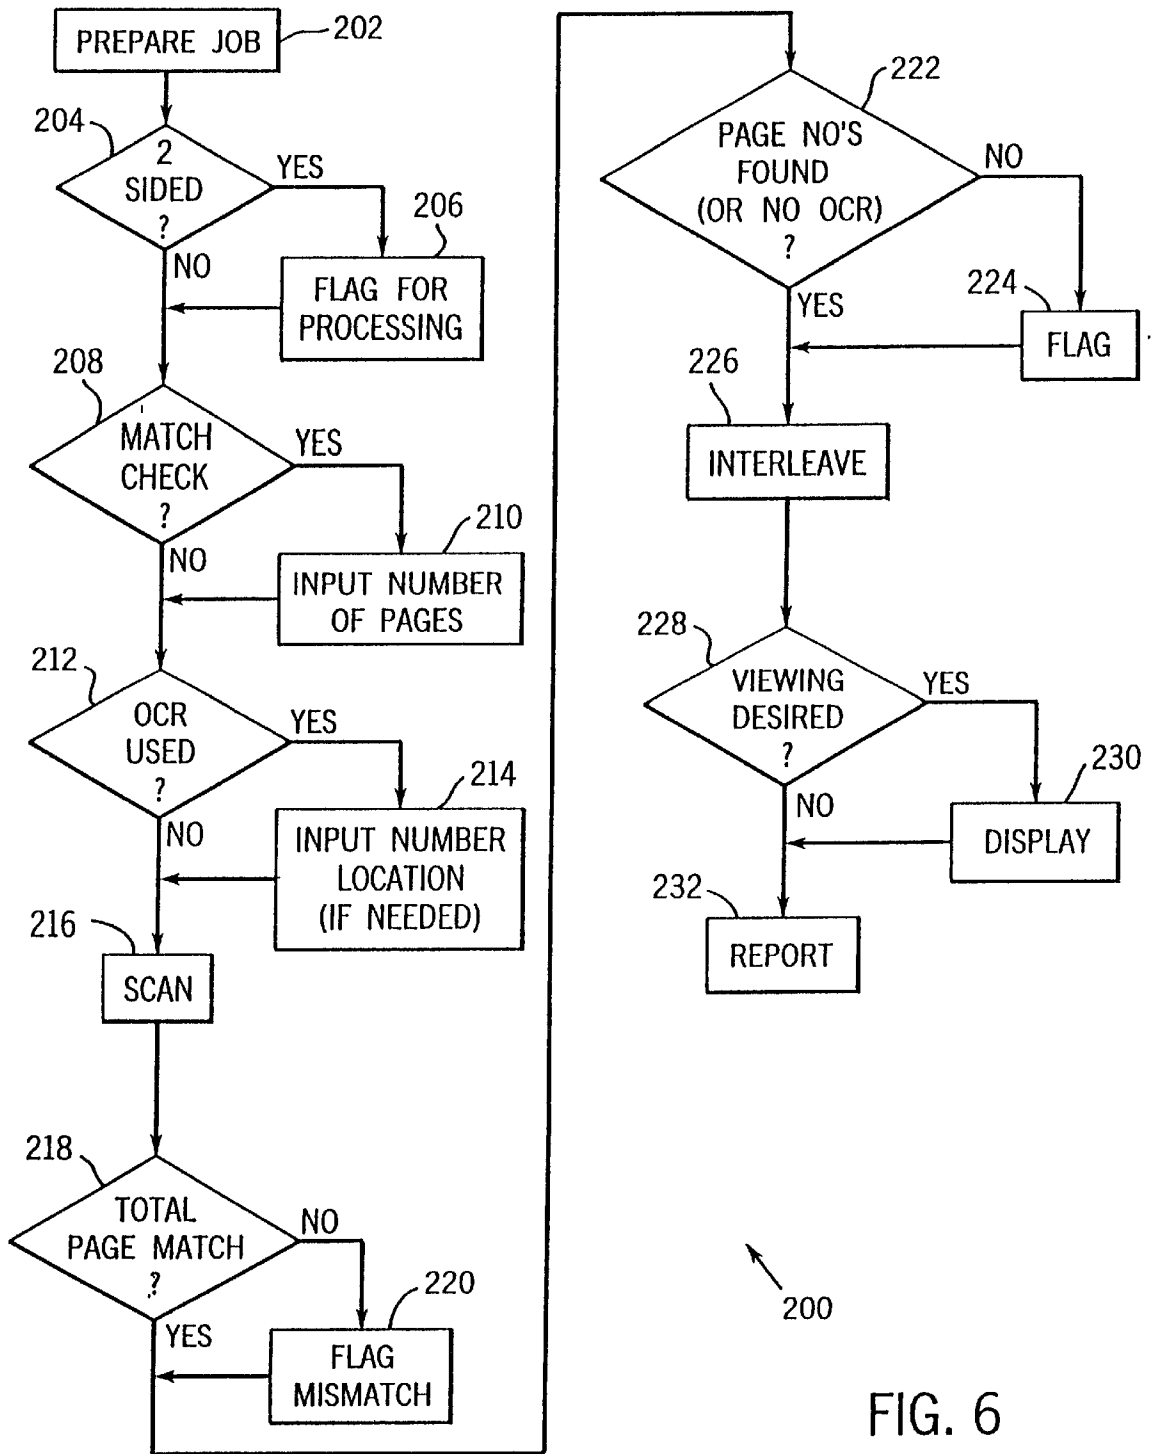 PREPARE JOB
202
204
2
SIDED
?
YES
NO
206
FLAG FOR
PROCESSING
208
MATCH
CHECK
?
YES
NO
210
INPUT NUMBER
OF PAGES
212
OCR
USED
?
YES
NO
214
INPUT NUMBER
LOCATION
(IF NEEDED)
216
SCAN
218
TOTAL
PAGE MATCH
?
NO
YES
220
FLAG
MISMATCH
222
PAGE NO'S
FOUND
(OR NO OCR)
?
NO
YES
224
FLAG
226
INTERLEAVE
228
VIEWING
DESIRED
?
YES
NO
230
DISPLAY
232
REPORT
200
FIG. 6